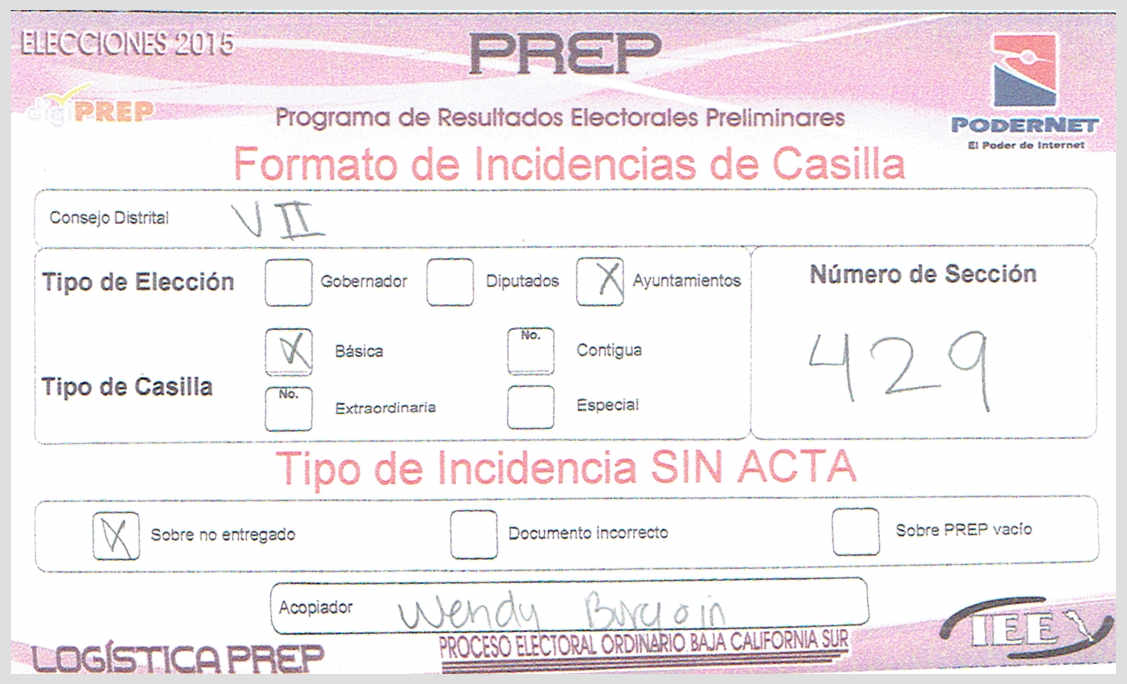 ELECCIONES 2015
PREP
digiPREP
Programa de Resultados Electorales Preliminares
PODERNET
El Poder de Internet
Formato de Incidencias de Casilla
Consejo Distrital VII
Tipo de Elección Gobernador Diputados X Ayuntamientos
Número de Sección
429
Tipo de Casilla
X Básica No. Contigua
No. Extraordinaria Especial
Tipo de Incidencia SIN ACTA
X Sobre no entregado Documento incorrecto Sobre PREP vacío
Acopiador Wendy Burgoin
LOGÍSTICA PREP
PROCESO ELECTORAL ORDINARIO BAJA CALIFORNIA SUR
IEE